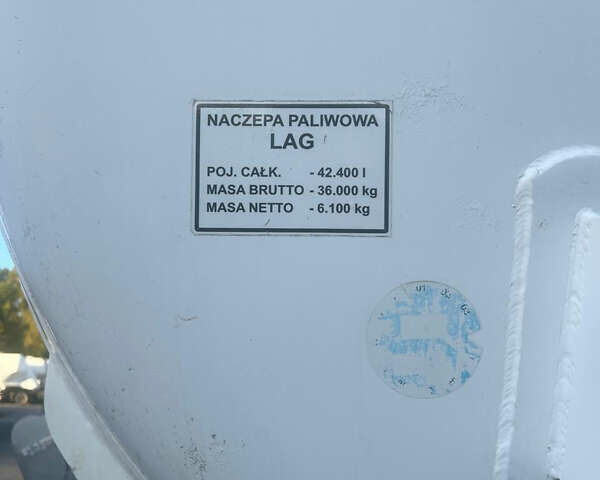 NACZEPA PALIWOWA
LAG
POJ. CAŁK. - 42.400 l
MASA BRUTTO - 36.000 kg
MASA NETTO - 6.100 kg